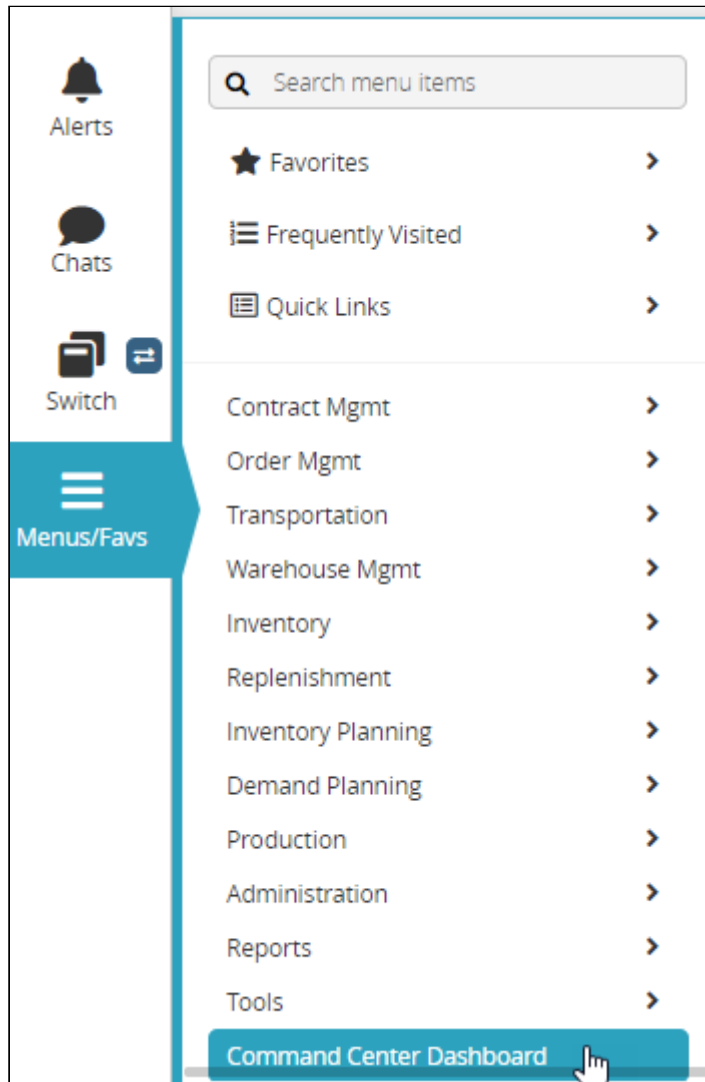 Alerts
Chats
Switch
Menus/Favs
Search menu items
Favorites
Frequently Visited
Quick Links
Contract Mgmt
Order Mgmt
Transportation
Warehouse Mgmt
Inventory
Replenishment
Inventory Planning
Demand Planning
Production
Administration
Reports
Tools
Command Center Dashboard